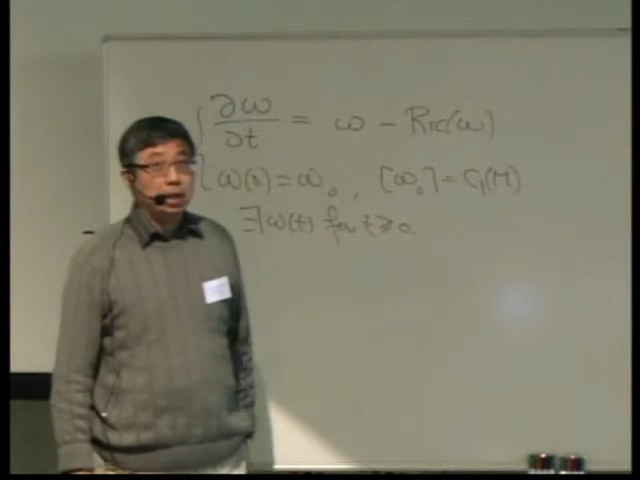 ∂ω/∂t = ω − Ric(ω)
ω(0) = ω₀, [ω₀] = C₁(M)
∃ ω(t) for t ⩾ 0